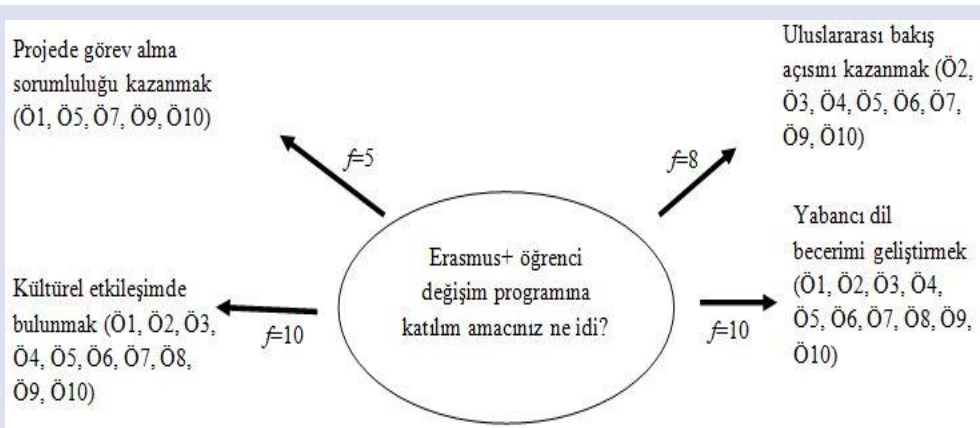 Projede görev alma
sorumluluğu kazanmak
(Ö1, Ö5, Ö7, Ö9, Ö10)
f=5
Uluslararası bakış
açısını kazanmak (Ö2,
Ö3, Ö4, Ö5, Ö6, Ö7,
Ö9, Ö10)
f=8
Erasmus+ öğrenci
değişim programına
katılım amacınız ne idi?
Kültürel etkileşimde
bulunmak (Ö1, Ö2, Ö3,
Ö4, Ö5, Ö6, Ö7, Ö8,
Ö9, Ö10)
f=10
Yabancı dil
becerimi geliştirmek
(Ö1, Ö2, Ö3, Ö4,
Ö5, Ö6, Ö7, Ö8, Ö9,
Ö10)
f=10